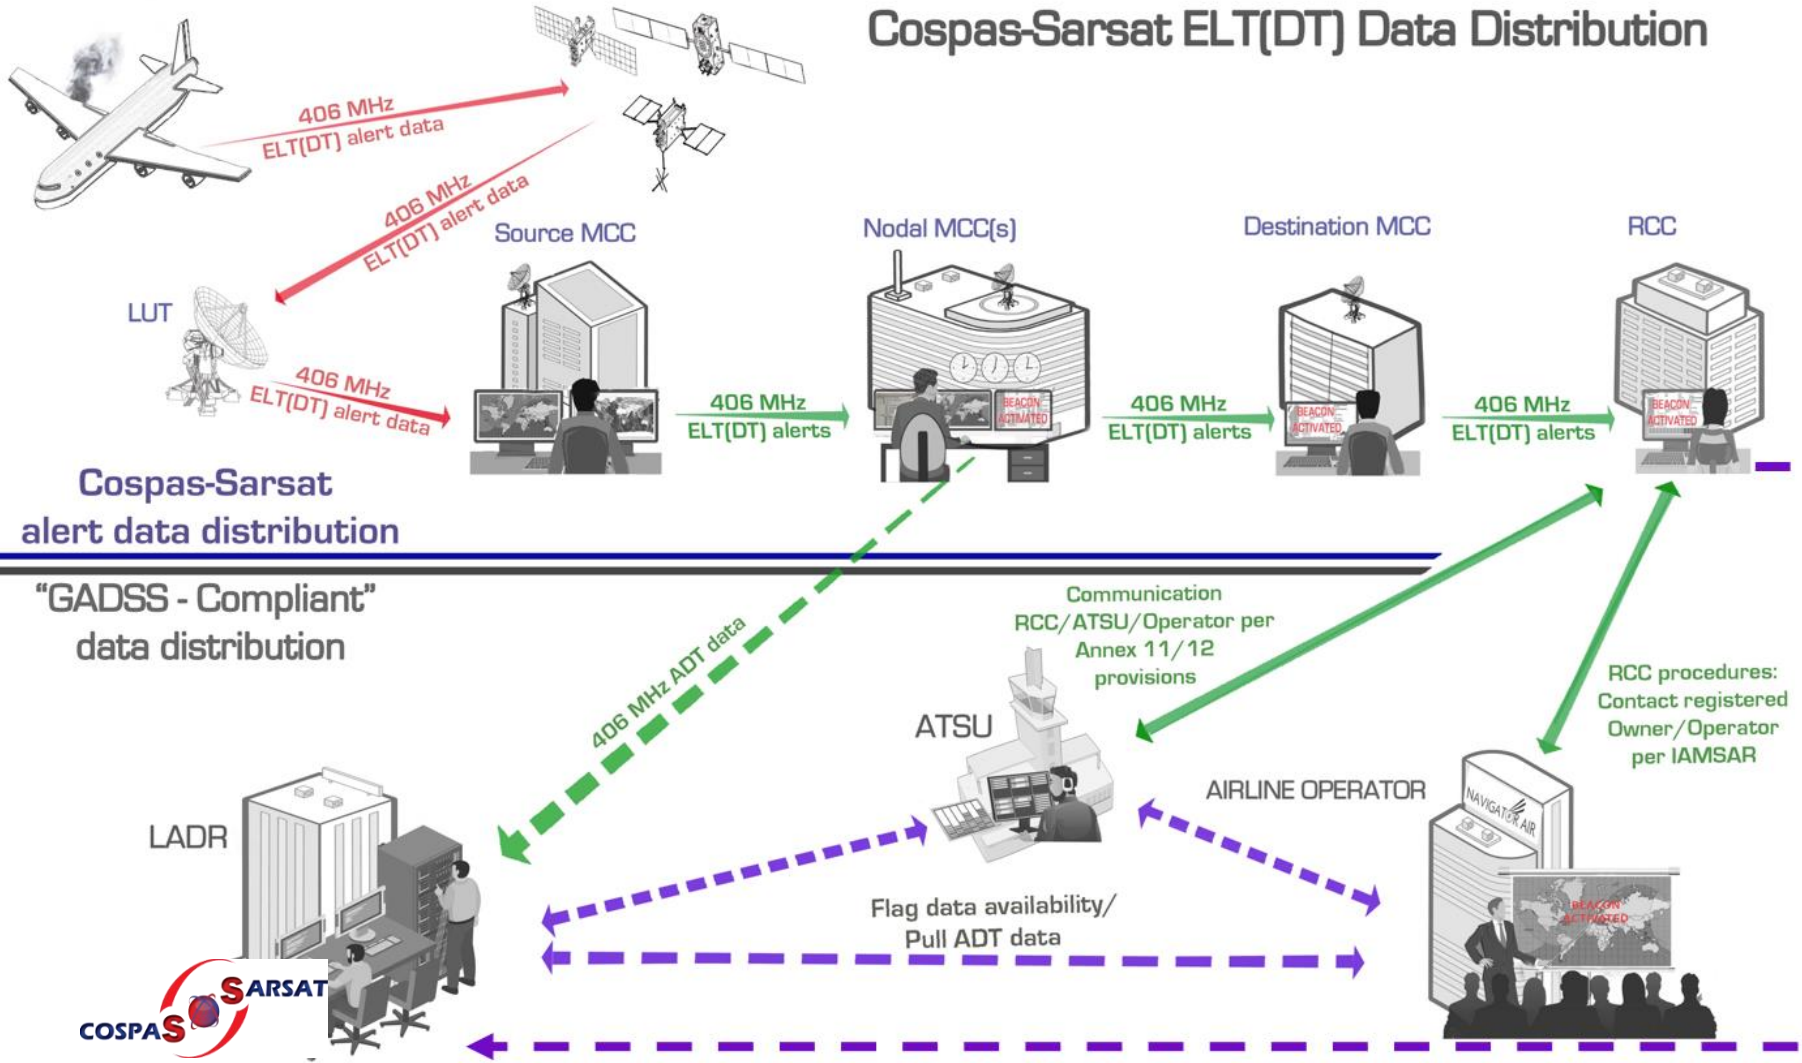 Cospas-Sarsat ELT(DT) Data Distribution
406 MHz
ELT(DT) alert data
406 MHz
ELT(DT) alert data
Source MCC
Nodal MCC(s)
Destination MCC
RCC
LUT
406 MHz
ELT(DT) alert data
406 MHz
ELT(DT) alerts
BEACON
ACTIVATED
406 MHz
ELT(DT) alerts
BEACON
ACTIVATED
406 MHz
ELT(DT) alerts
BEACON
ACTIVATED
Cospas-Sarsat
alert data distribution
“GADSS - Compliant”
data distribution
406 MHz ADT data
Communication
RCC/ATSU/Operator per
Annex 11/12
provisions
RCC procedures:
Contact registered
Owner/Operator
per IAMSAR
ATSU
AIRLINE OPERATOR
NAVIGATOR AIR
LADR
BEACON
ACTIVATED
Flag data availability/
Pull ADT data
SARSAT
COSPAS